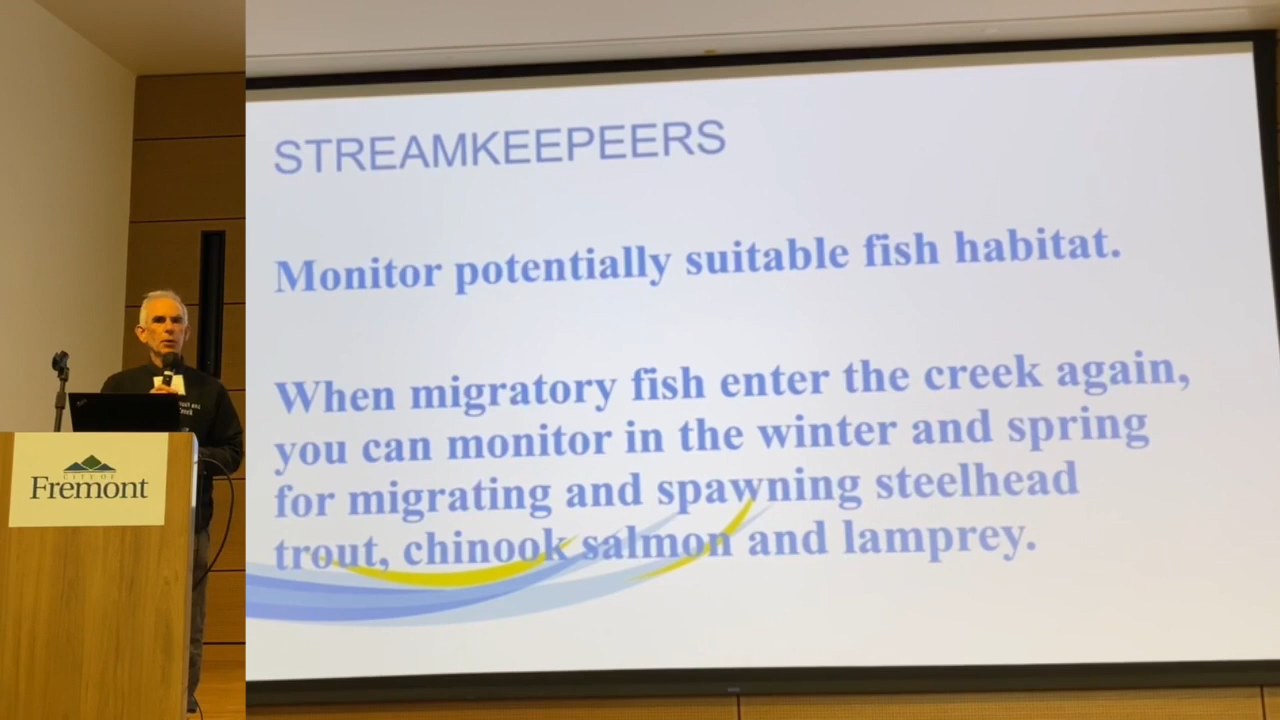 STREAMKEEPEERS
Monitor potentially suitable fish habitat.
When migratory fish enter the creek again,
you can monitor in the winter and spring
for migrating and spawning steelhead
trout, chinook salmon and lamprey.
CITY OF
Fremont
Creek